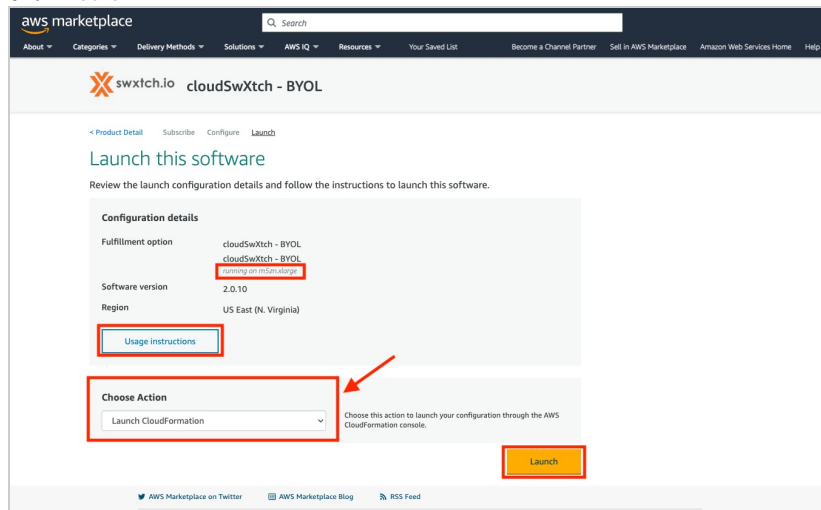 aws marketplace
Search
About
Categories
Delivery Methods
Solutions
AWS IQ
Resources
Your Saved List
Become a Channel Partner
Sell in AWS Marketplace
Amazon Web Services Home
Help
swxtch.io cloudSwXtch - BYOL
< Product Detail Subscribe Configure Launch
Launch this software
Review the launch configuration details and follow the instructions to launch this software.
Configuration details
Fulfillment option
cloudSwXtch - BYOL
cloudSwXtch - BYOL
running on m5zn.xlarge
Software version
2.0.10
Region
US East (N. Virginia)
Usage instructions
Choose Action
Launch CloudFormation
Choose this action to launch your configuration through the AWS
CloudFormation console.
Launch
AWS Marketplace on Twitter
AWS Marketplace Blog
RSS Feed